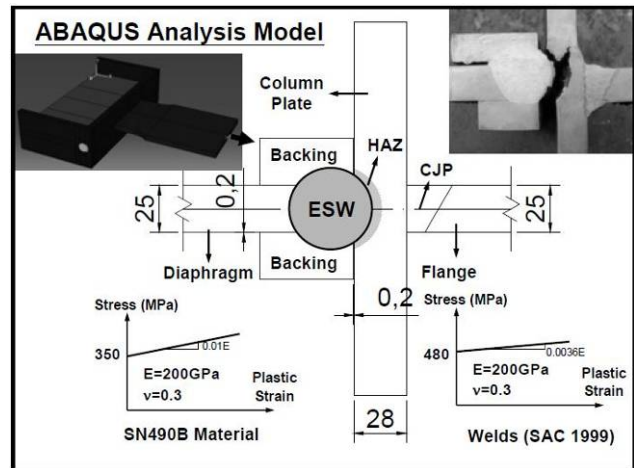 ABAQUS Analysis Model
Column
Plate
Backing
HAZ
CJP
25
0,2
ESW
25
Backing
Diaphragm
Flange
0,2
Stress (MPa)
350
0.01E
E=200GPa
ν=0.3
Plastic
Strain
SN490B Material
28
Stress (MPa)
480
0.0036E
E=200GPa
ν=0.3
Plastic
Strain
Welds (SAC 1999)